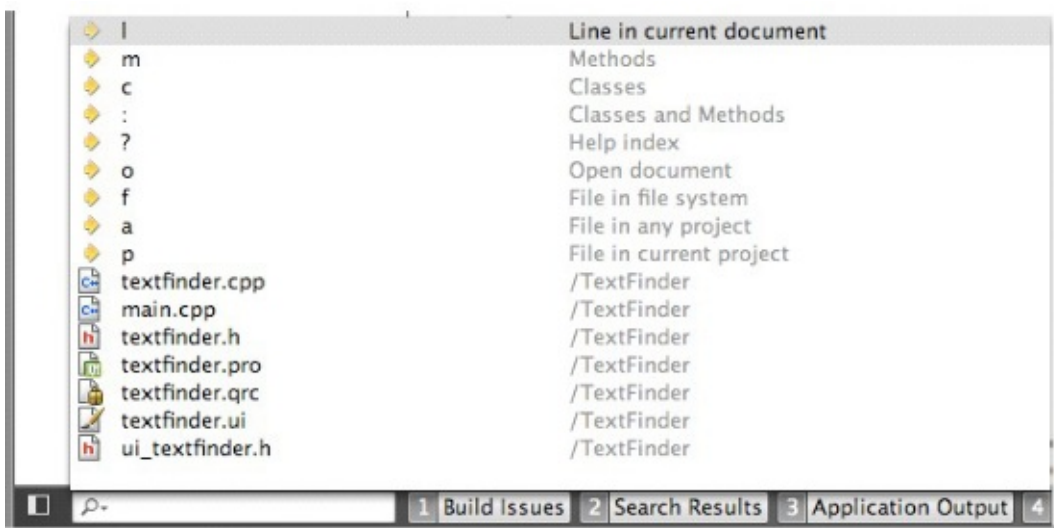 l Line in current document
m Methods
c Classes
: Classes and Methods
? Help index
o Open document
f File in file system
a File in any project
p File in current project
textfinder.cpp /TextFinder
main.cpp /TextFinder
textfinder.h /TextFinder
textfinder.pro /TextFinder
textfinder.qrc /TextFinder
textfinder.ui /TextFinder
ui_textfinder.h /TextFinder
1 Build Issues 2 Search Results 3 Application Output 4